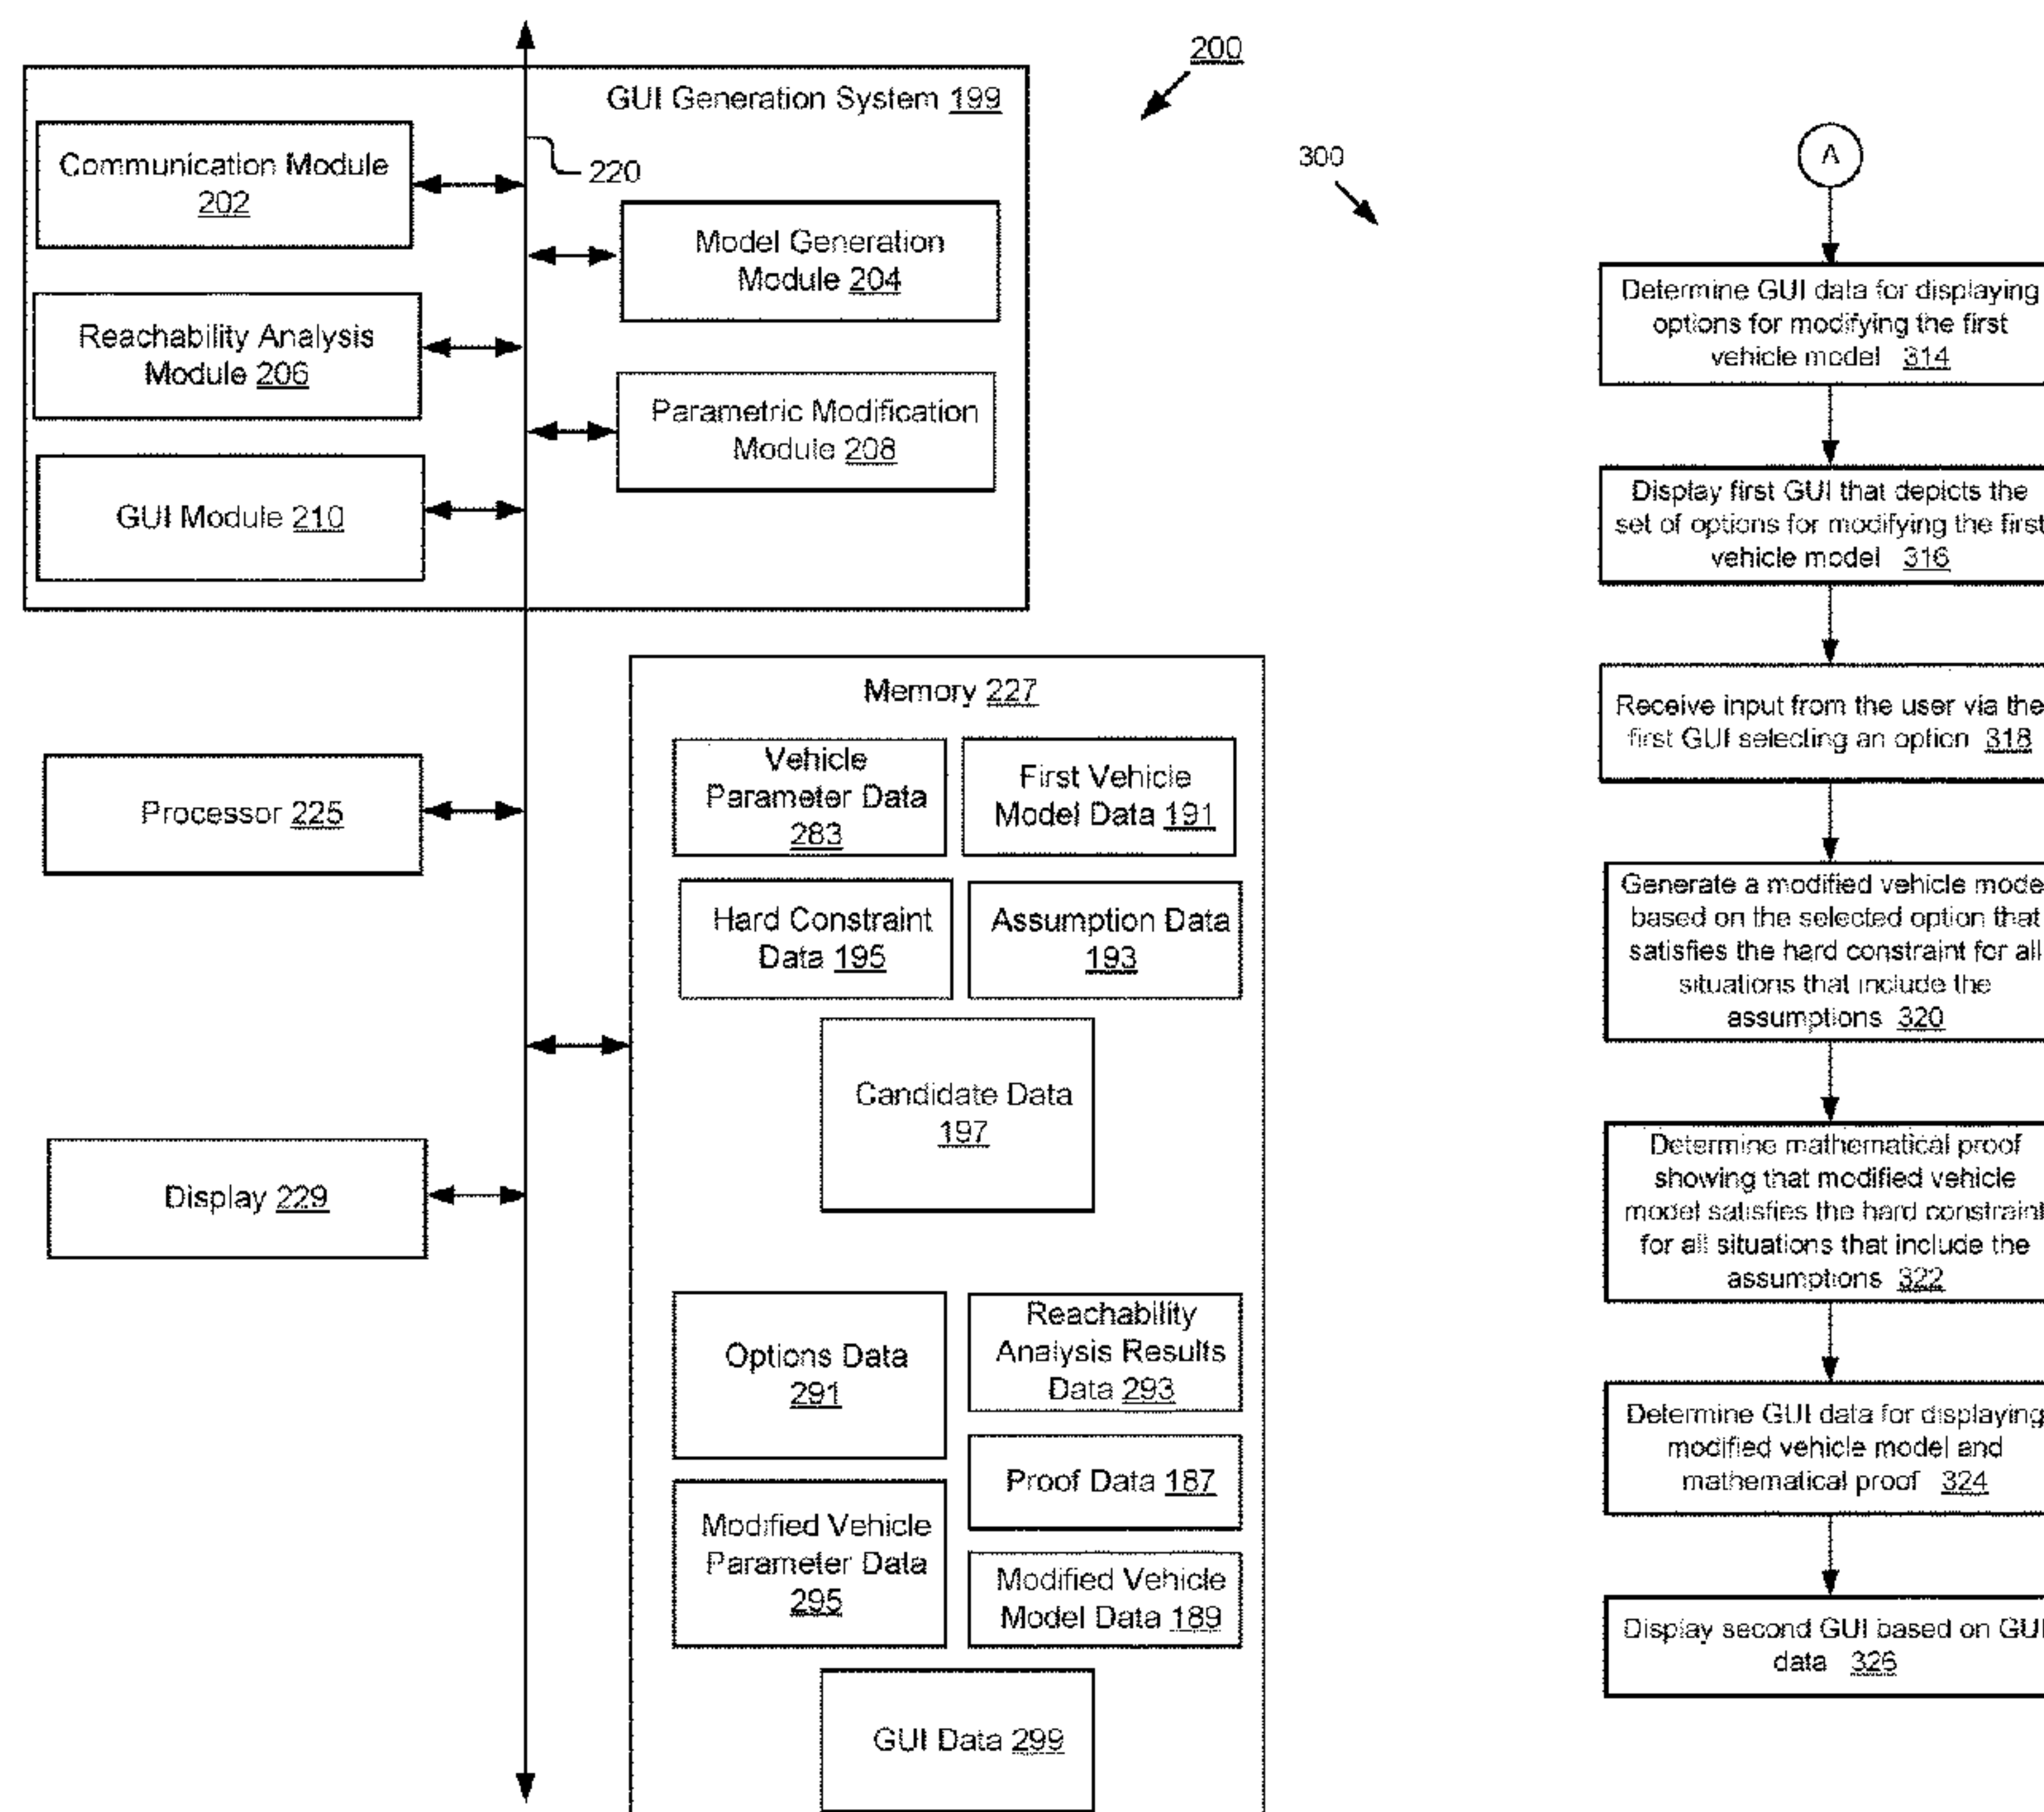 200
GUI Generation System 199
Communication Module
202
220
Model Generation
Module 204
Reachability Analysis
Module 206
Parametric Modification
Module 208
GUI Module 210
Memory 227
Vehicle
Parameter Data
283
First Vehicle
Model Data 191
Processor 225
Hard Constraint
Data 195
Assumption Data
193
Candidate Data
197
Display 229
Options Data
291
Reachability
Analysis Results
Data 293
Proof Data 187
Modified Vehicle
Parameter Data
295
Modified Vehicle
Model Data 189
GUI Data 299
300
A
Determine GUI data for displaying
options for modifying the first
vehicle model 314
Display first GUI that depicts the
set of options for modifying the first
vehicle model 316
Receive input from the user via the
first GUI selecting an option 318
Generate a modified vehicle mode
based on the selected option that
satisfies the hard constraint for all
situations that include the
assumptions 320
Determine mathematical proof
showing that modified vehicle
model satisfies the hard constraint
for all situations that include the
assumptions 322
Determine GUI data for displaying
modified vehicle model and
mathematical proof 324
Display second GUI based on GUI
data 326